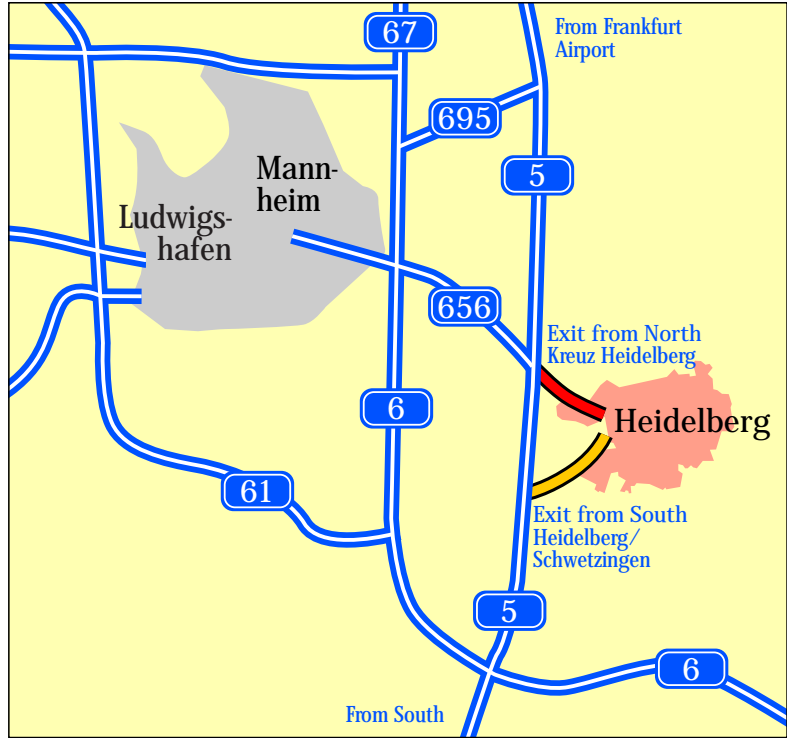 67
From Frankfurt
Airport
695
Mann-
heim
5
Ludwigs-
hafen
656
Exit from North
Kreuz Heidelberg
6
Heidelberg
61
Exit from South
Heidelberg/
Schwetzingen
5
6
From South